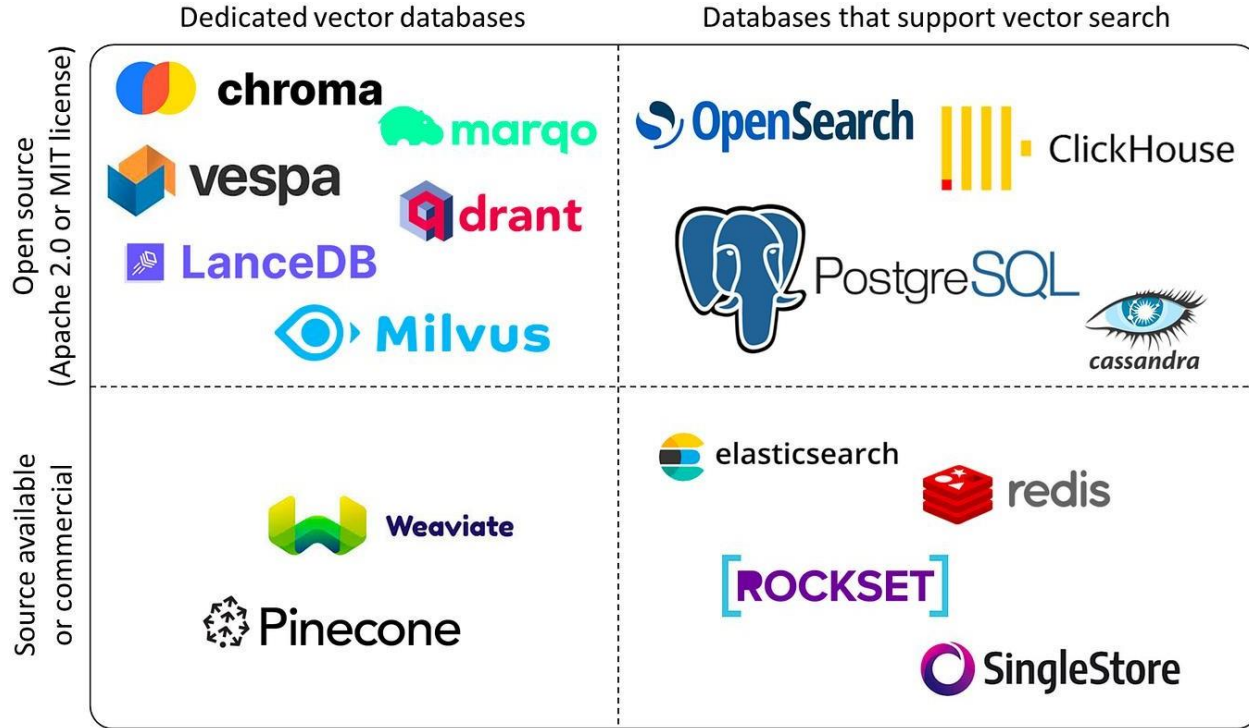 Dedicated vector databases
Databases that support vector search
Open source
(Apache 2.0 or MIT license)
chroma
marqo
vespa
qdrant
LanceDB
Milvus
OpenSearch
ClickHouse
PostgreSQL
cassandra
Source available
or commercial
Weaviate
Pinecone
elasticsearch
redis
[ROCKSET]
SingleStore